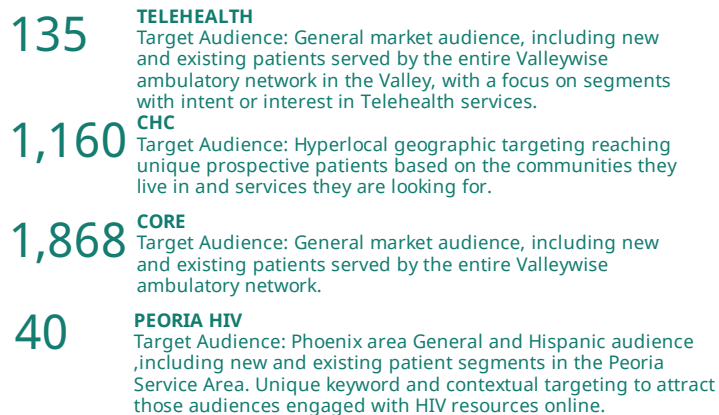 135
TELEHEALTH
Target Audience: General market audience, including new
and existing patients served by the entire Valleywise
ambulatory network in the Valley, with a focus on segments
with intent or interest in Telehealth services.
1,160
CHC
Target Audience: Hyperlocal geographic targeting reaching
unique prospective patients based on the communities they
live in and services they are looking for.
1,868
CORE
Target Audience: General market audience, including new
and existing patients served by the entire Valleywise
ambulatory network.
40
PEORIA HIV
Target Audience: Phoenix area General and Hispanic audience
,including new and existing patient segments in the Peoria
Service Area. Unique keyword and contextual targeting to attract
those audiences engaged with HIV resources online.